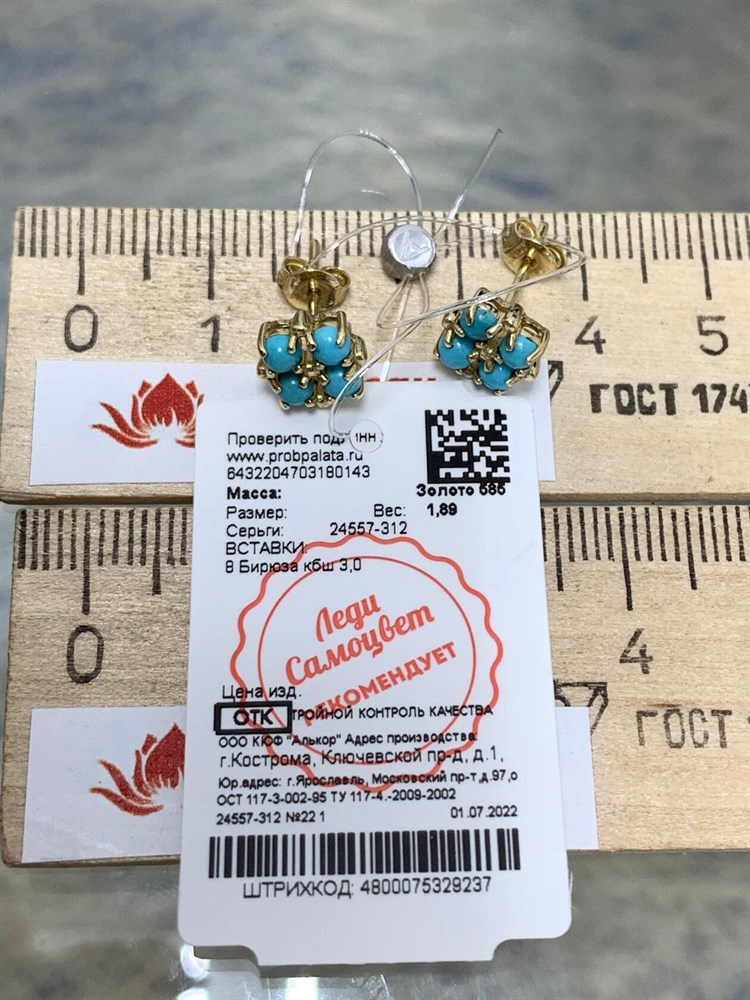 0 1 4 5
ГОСТ 174
Проверить под инн
www.probpalata.ru
6432204703180143
Масса: Золото 585
Размер: Вес: 1,89
Серьги: 24557-312
ВСТАВКИ:
8 Бирюза кбш 3,0
Леди
Самоцвет
РЕКОМЕНДУЕТ
0 4
Цена изд.
ОТК ТРОЙНОЙ КОНТРОЛЬ КАЧЕСТВА
ГОСТ
ООО КЮФ "Алькор" Адрес производства:
г.Кострома, Ключевской пр-д, д.1,
Юр.адрес: г.Ярославль, Московский пр-т,д.97,о
ОСТ 117-3-002-95 ТУ 117-4.-2009-2002
24557-312 №22 1 01.07.2022
ШТРИХКОД: 4800075329237